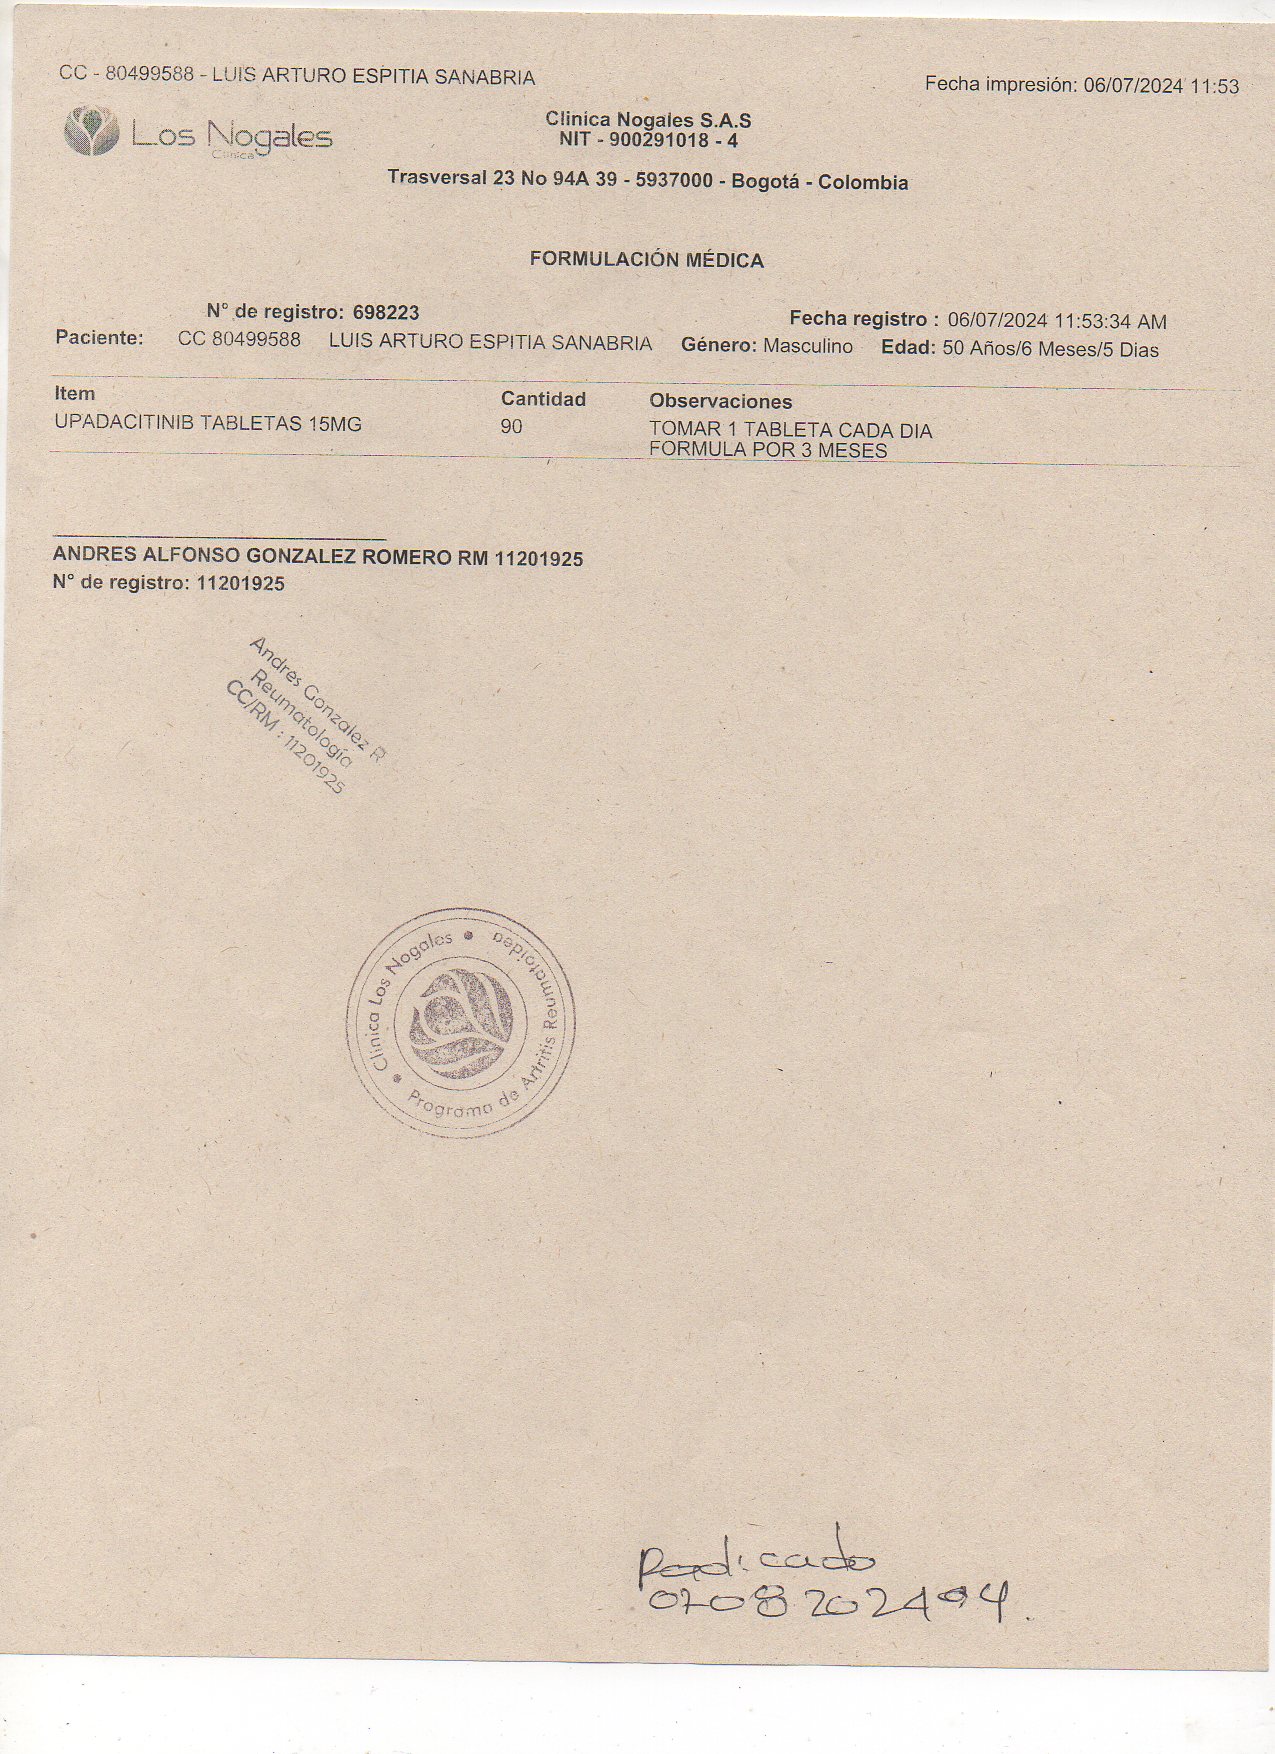 CC - 80499588 - LUIS ARTURO ESPITIA SANABRIA
Fecha impresión: 06/07/2024 11:53
Los Nogales
Clínica
Clinica Nogales S.A.S
NIT - 900291018 - 4
Trasversal 23 No 94A 39 - 5937000 - Bogotá - Colombia
FORMULACIÓN MÉDICA
N° de registro: 698223
Fecha registro : 06/07/2024 11:53:34 AM
Paciente: CC 80499588 LUIS ARTURO ESPITIA SANABRIA Género: Masculino Edad: 50 Años/6 Meses/5 Dias
Item Cantidad Observaciones
UPADACITINIB TABLETAS 15MG 90 TOMAR 1 TABLETA CADA DIA
FORMULA POR 3 MESES
ANDRES ALFONSO GONZALEZ ROMERO RM 11201925
N° de registro: 11201925
Andres Gonzalez R
Reumatología
CC/RM : 11201925
Clinica Los Nogales
Programa de Artritis Reumatoidea
Radicado